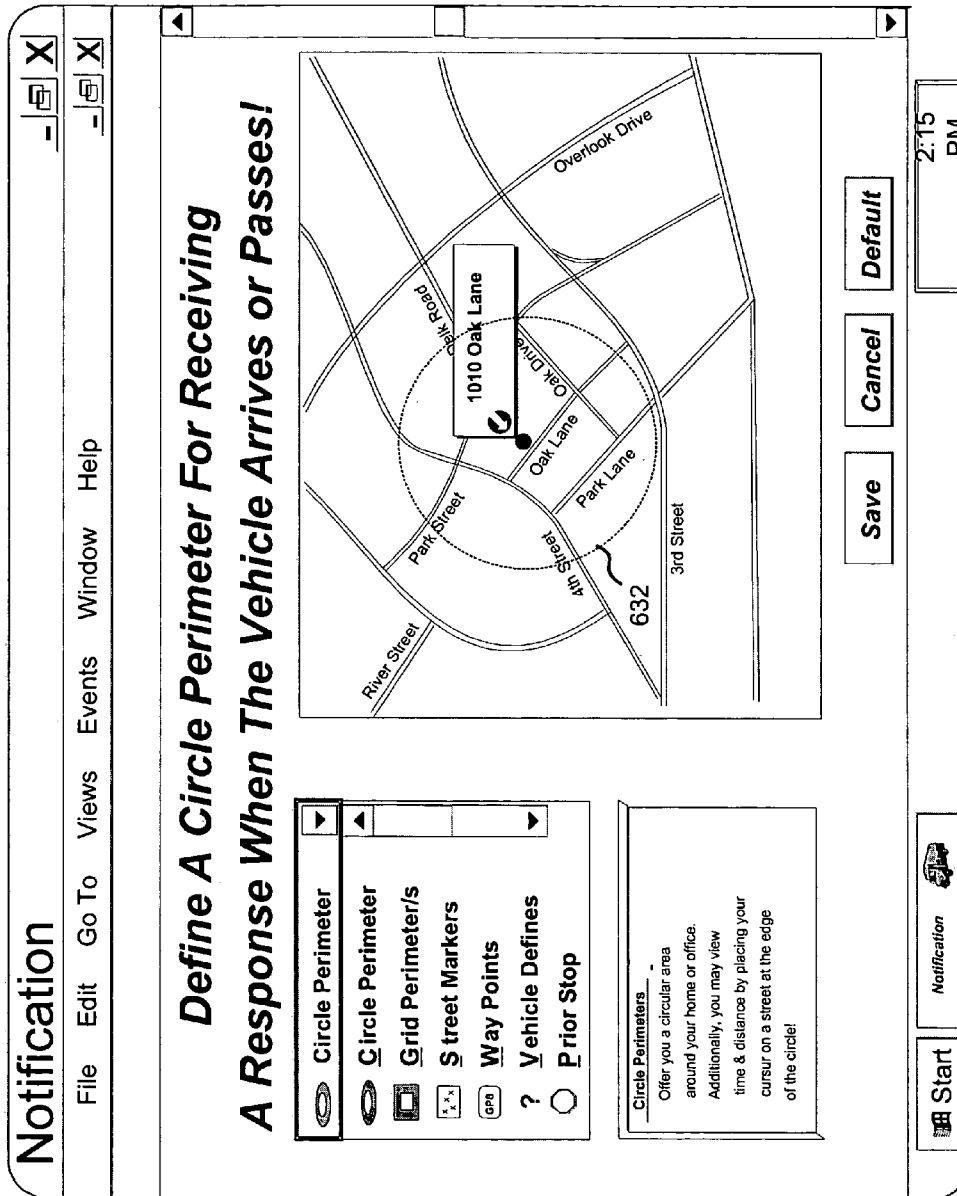 Notification
File Edit Go To Views Events Window Help
Define A Circle Perimeter For Receiving
A Response When The Vehicle Arrives or Passes!
Circle Perimeter
Circle Perimeter
Grid Perimeter/s
Street Markers
Way Points
GPS
? Vehicle Defines
Prior Stop
Circle Perimeters
Offer you a circular area
around your home or office.
Additionally, you may view
time & distance by placing your
cursur on a street at the edge
of the circle!
River Street
Park Street
4th Street
632
3rd Street
Park Lane
Oak Lane
Oak Drive
1010 Oak Lane
Road
Overlook Drive
Save Cancel Default
Start
Notification
2:15
PM